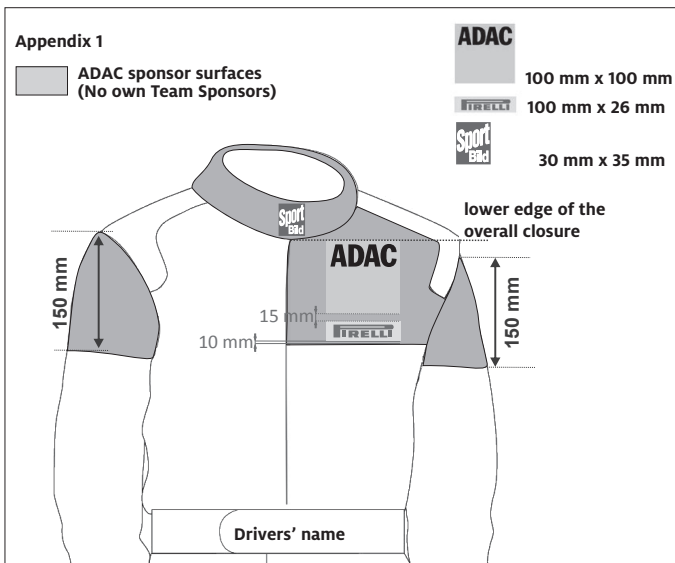 Appendix 1
ADAC sponsor surfaces
(No own Team Sponsors)
ADAC
100 mm x 100 mm
PIRELLI
100 mm x 26 mm
Sport
Bild
30 mm x 35 mm
lower edge of the
overall closure
Sport
Bild
ADAC
150 mm
15 mm
PIRELLI
10 mm
150 mm
Drivers' name